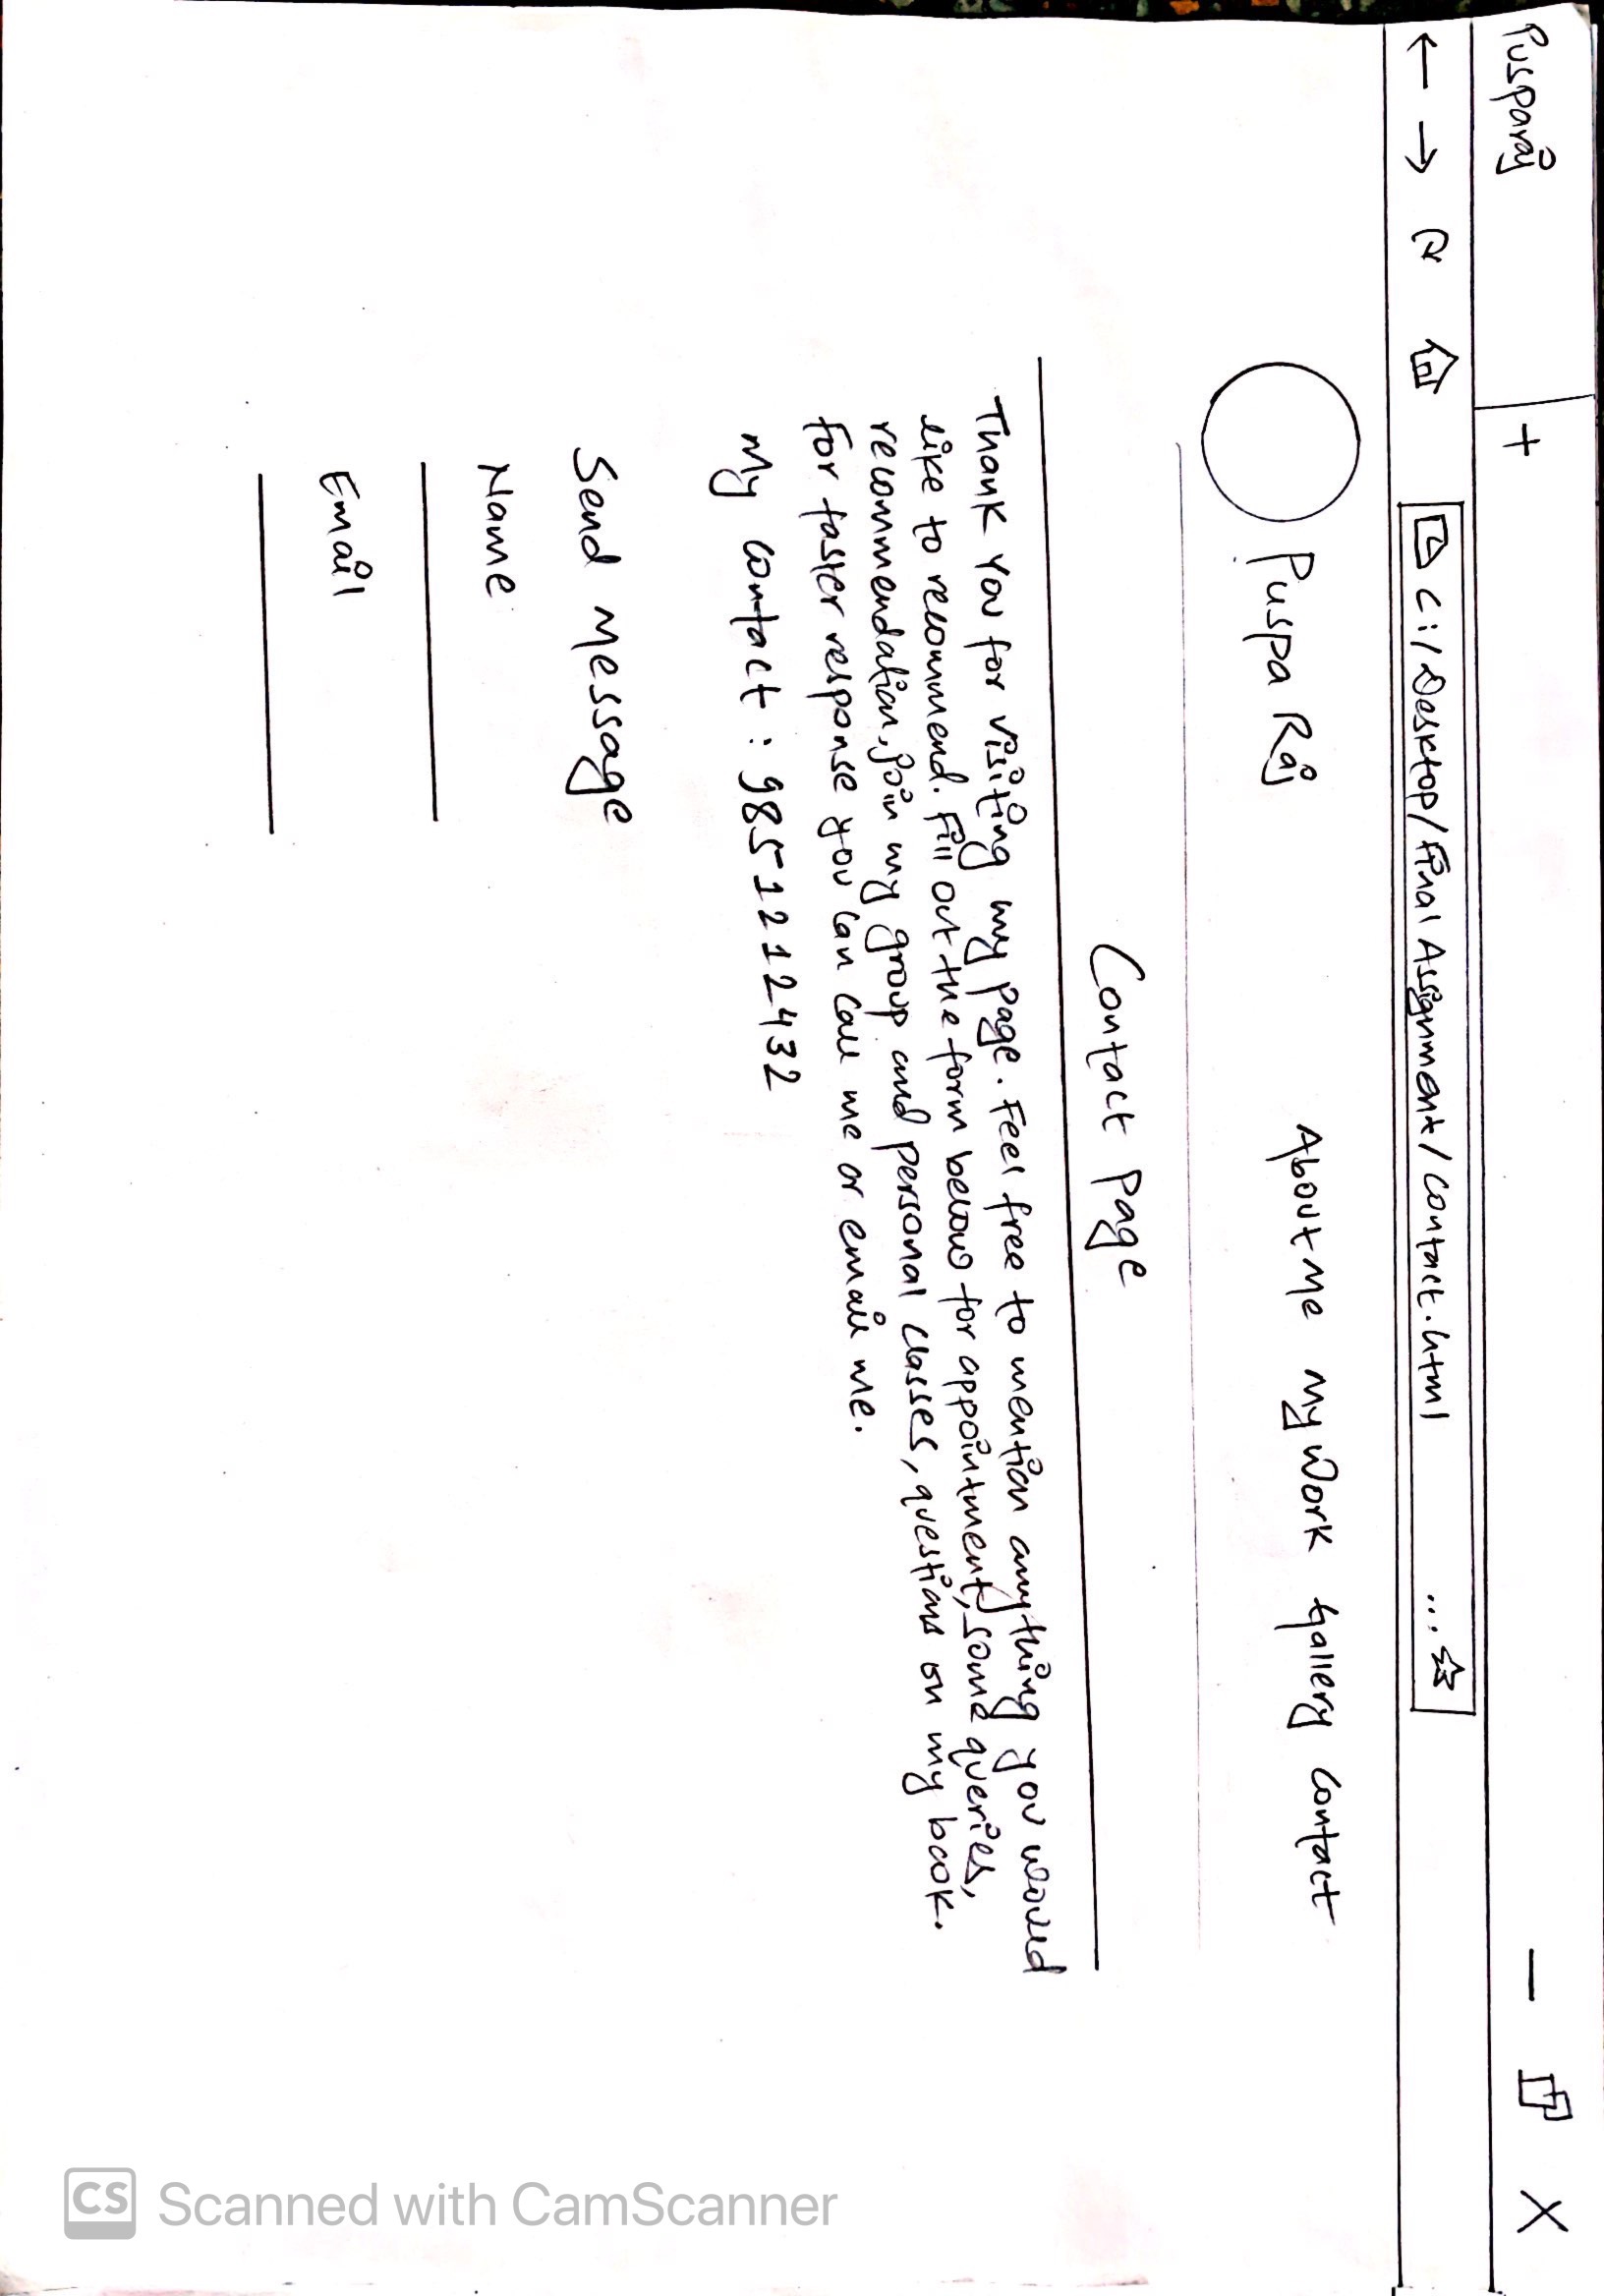 Pusparaj +
C:/Desktop/Final Assignment/contact.html ...
Puspa Raj
About me my Work Gallery Contact
Contact Page
Thank you for visiting my page. Feel free to mention anything you would
like to recommend. Fill out the form below for appointment, some queries,
recommendation, join my group and personal classes, questions on my book.
For faster response you can call me or email me.
My contact : 9851212432
Send Message
Name
Email
CS Scanned with CamScanner